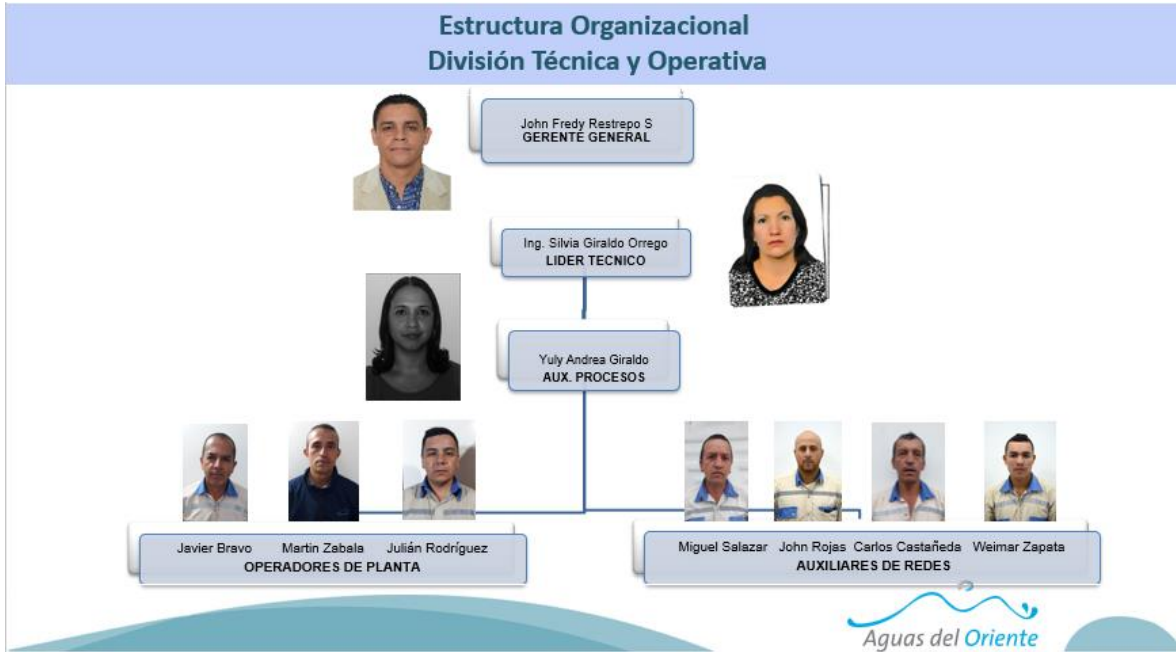 Estructura Organizacional
División Técnica y Operativa
John Fredy Restrepo S
GERENTE GENERAL
Ing. Silvia Giraldo Orrego
LIDER TECNICO
Yuly Andrea Giraldo
AUX. PROCESOS
Javier Bravo Martin Zabala Julián Rodríguez
OPERADORES DE PLANTA
Miguel Salazar John Rojas Carlos Castañeda Weimar Zapata
AUXILIARES DE REDES
Aguas del Oriente